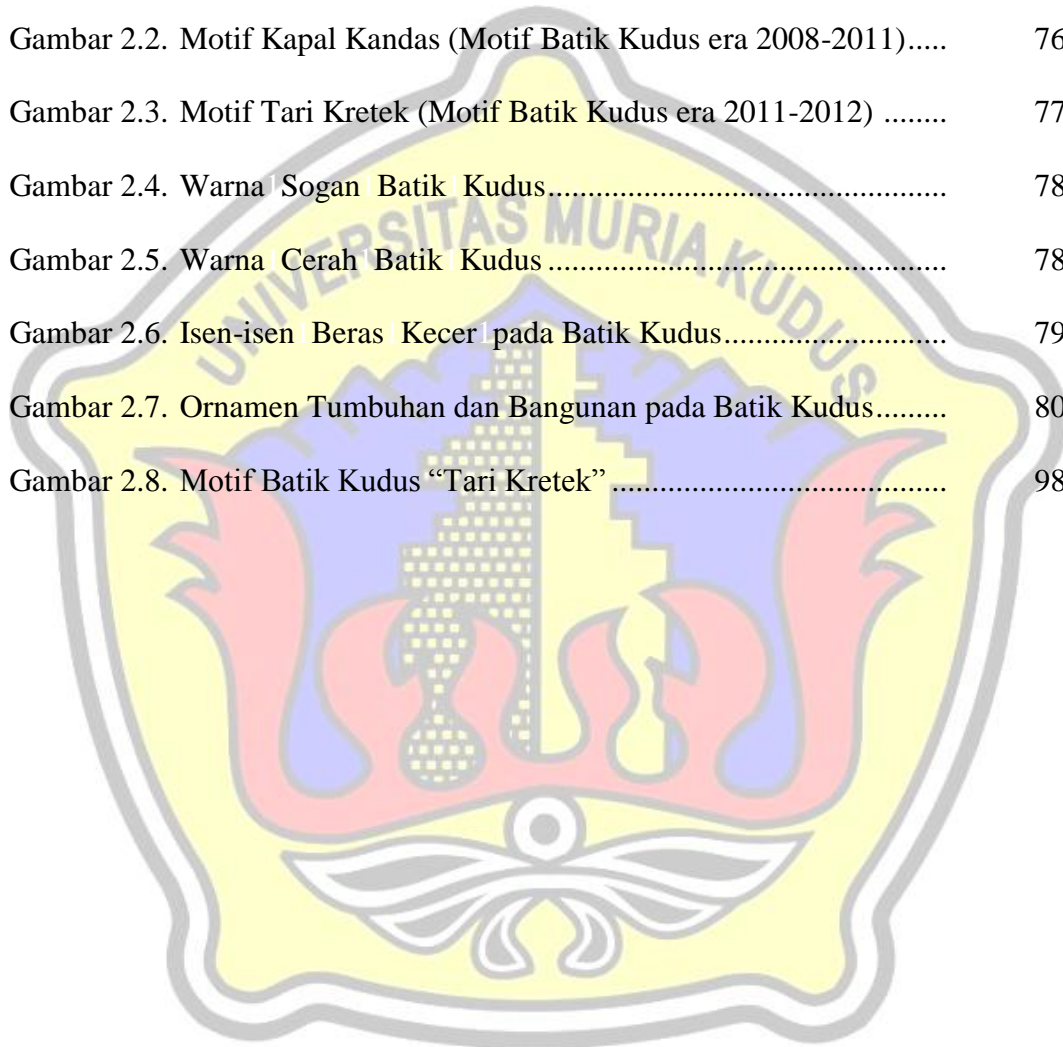 Gambar 2.2. Motif Kapal Kandas (Motif Batik Kudus era 2008-2011)..... 76
Gambar 2.3. Motif Tari Kretek (Motif Batik Kudus era 2011-2012) ........ 77
Gambar 2.4. Warna Sogan Batik Kudus................................................ 78
Gambar 2.5. Warna Cerah Batik Kudus ................................................ 78
Gambar 2.6. Isen-isen Beras Kecer pada Batik Kudus........................... 79
Gambar 2.7. Ornamen Tumbuhan dan Bangunan pada Batik Kudus......... 80
Gambar 2.8. Motif Batik Kudus “Tari Kretek” ........................................ 98
UNIVERSITAS MURIA KUDUS